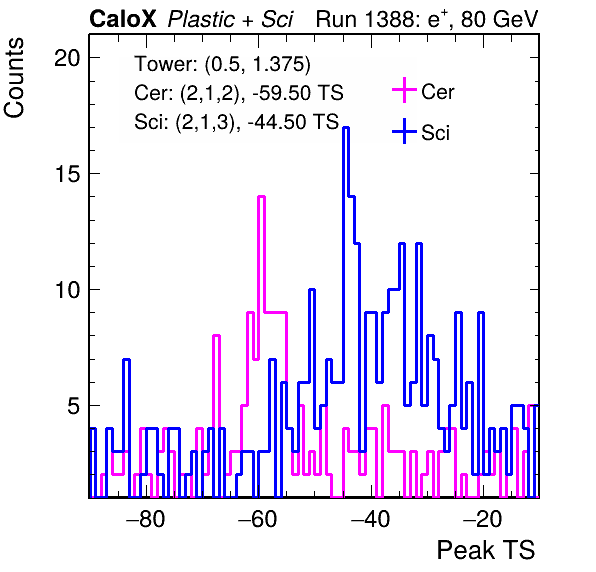 CaloX Plastic + Sci Run 1388: e+, 80 GeV
Counts
Tower: (0.5, 1.375)
Cer: (2,1,2), -59.50 TS
Sci: (2,1,3), -44.50 TS
Cer
Sci
20
15
10
5
−80 −60 −40 −20
Peak TS